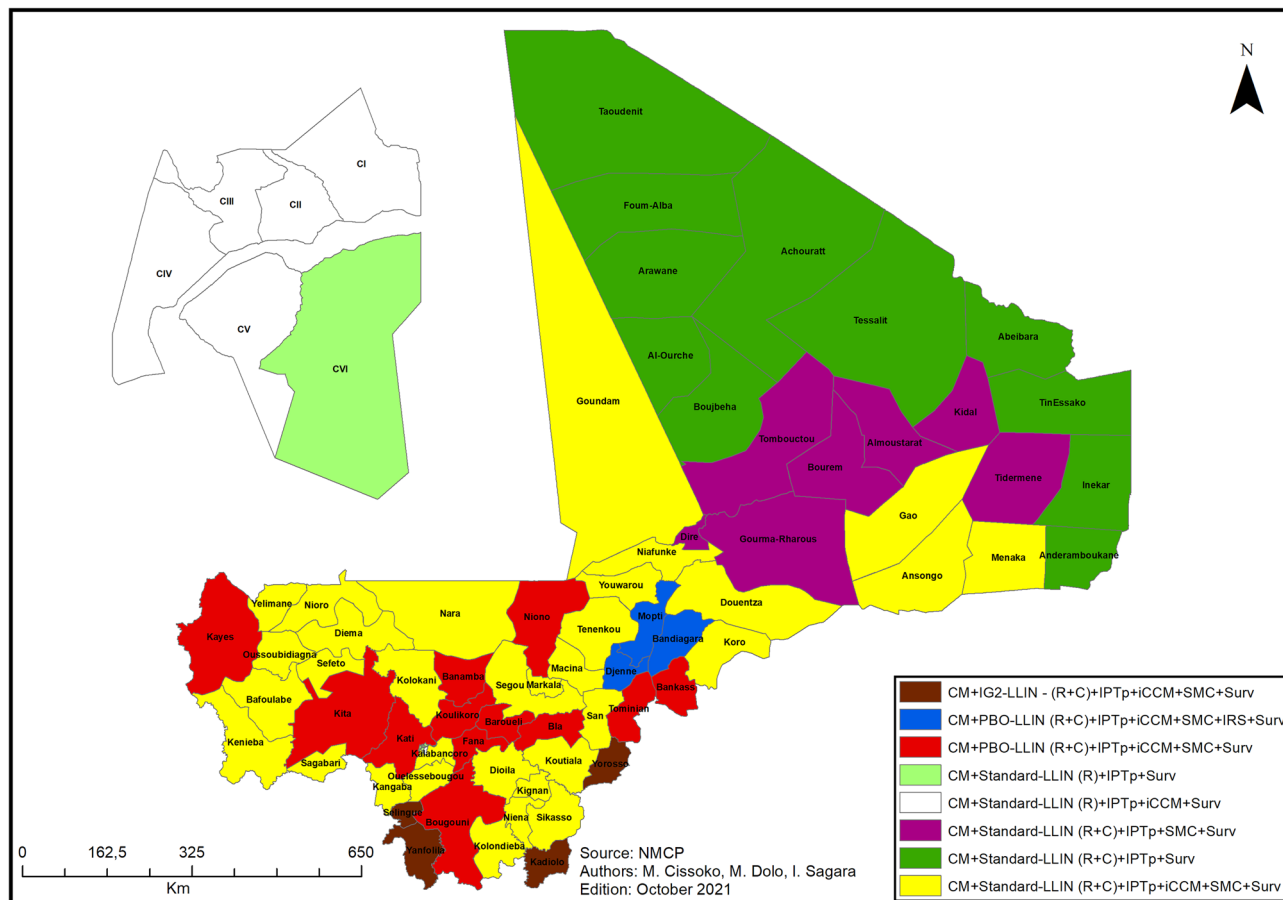 N
Taoudenit
CI
CIII
CII
Foum-Alba
Achouratt
CIV
Arawane
Tessalit
CV
Abeibara
Al-Ourche
CVI
Goundam
Boujbeha
Kidal
TinEssako
Tombouctou
Almoustarat
Bourem
Tidermene
Inekar
Gao
Dire
Gourma-Rharous
Niafunke
Menaka
Anderamboukane
Ansongo
Youwarou
Yelimane
Nioro
Nara
Niono
Douentza
Mopti
Tenenkou
Kayes
Diema
Bandiagara
Koro
Dussoubidiagna
Sefeto
Macina
Djenne
Kolokani
Banamba
Segou
Markala
Bankass
Bafoulabe
Kita
Koulikoro
Baroueli
Bla
San
Tominian
Kenieba
Kati
Fana
Kalabancoro
Sagabari
Ouelessebougou
Dioila
Koutiala
Yorosso
Kangaba
Kignan
Selingue
Bougouni
Niena
Sikasso
Yanfolila
Kolondieba
Kadiolo
0 162,5 325 650
Km
Source: NMCP
Authors: M. Cissoko, M. Dolo, I. Sagara
Edition: October 2021
CM+IG2-LLIN - (R+C)+IPTp+iCCM+SMC+Surv
CM+PBO-LLIN (R+C)+IPTp+iCCM+SMC+IRS+Surv
CM+PBO-LLIN (R+C)+IPTp+iCCM+SMC+Surv
CM+Standard-LLIN (R)+IPTp+Surv
CM+Standard-LLIN (R)+IPTp+iCCM+Surv
CM+Standard-LLIN (R+C)+IPTp+SMC+Surv
CM+Standard-LLIN (R+C)+IPTp+Surv
CM+Standard-LLIN (R+C)+IPTp+iCCM+SMC+Surv